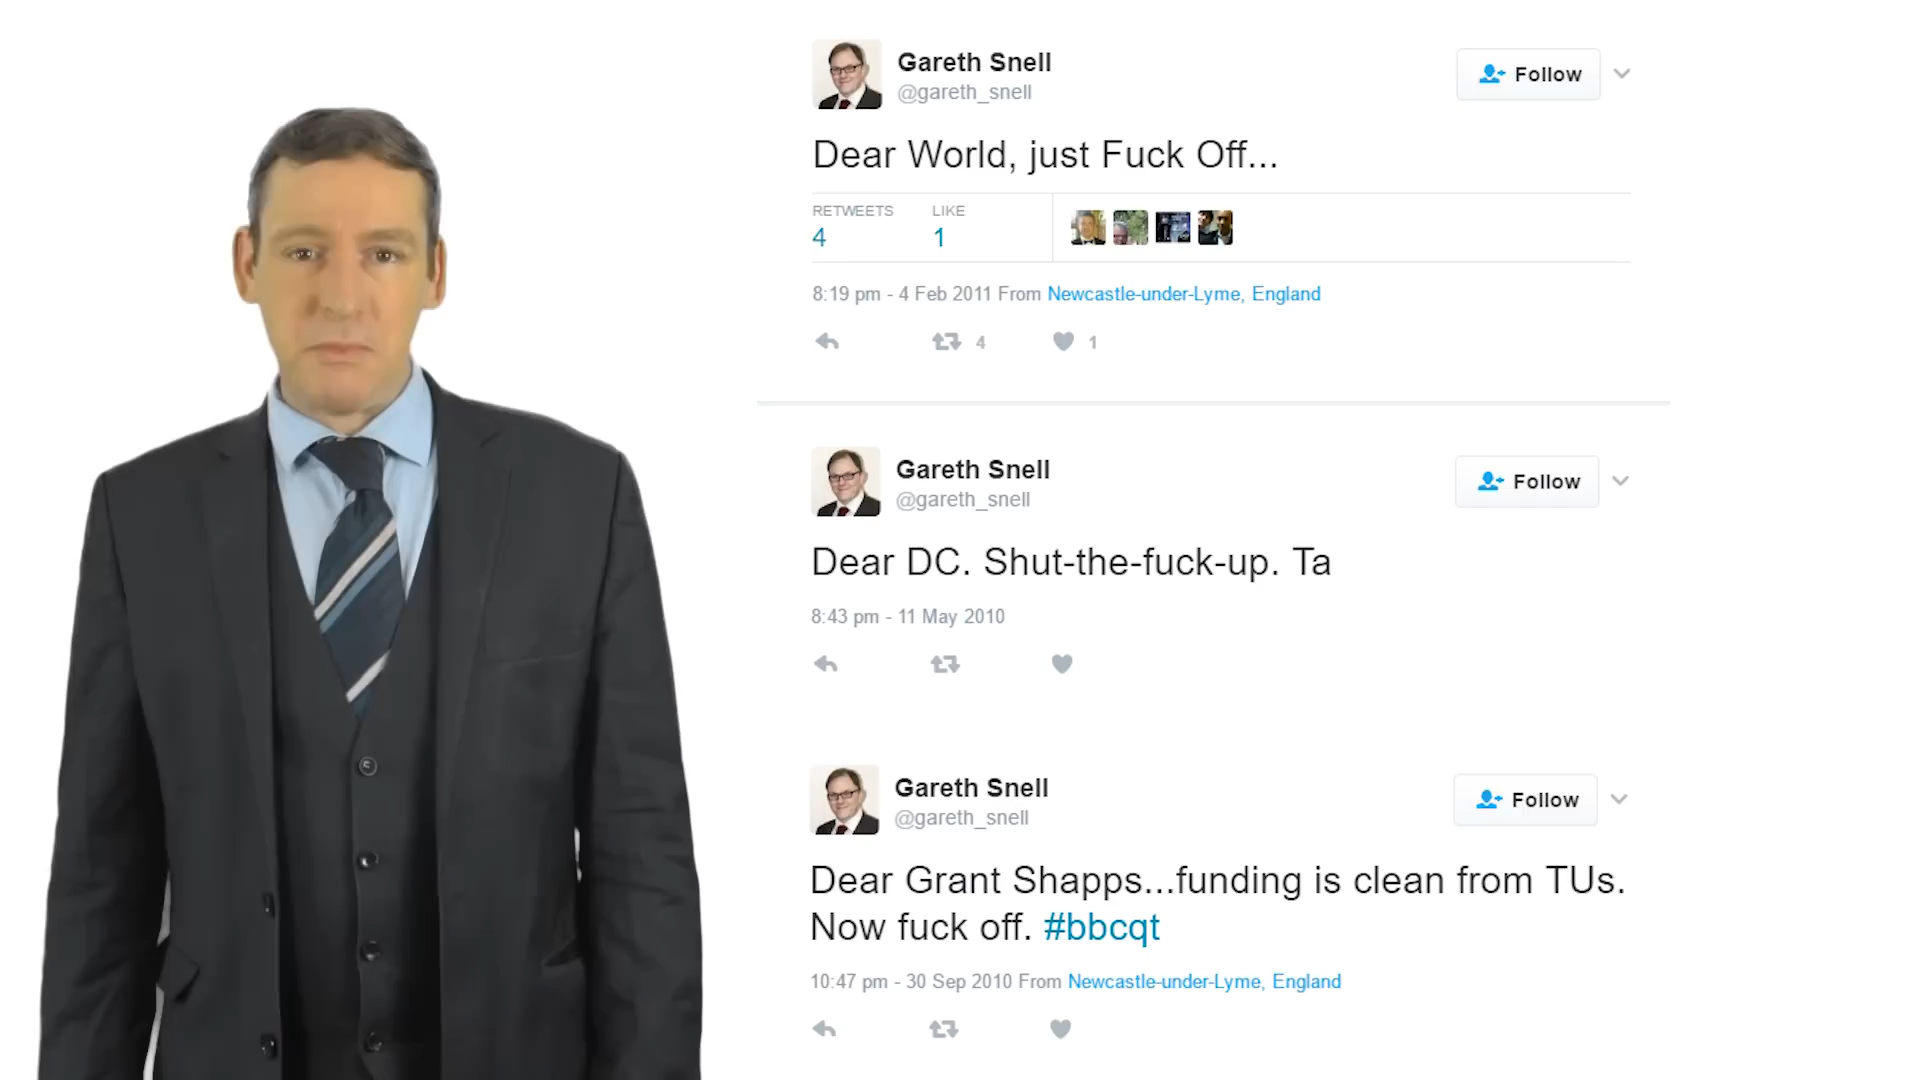 Gareth Snell
@gareth_snell
Follow
Dear World, just Fuck Off...
RETWEETS LIKE
4 1
8:19 pm - 4 Feb 2011 From Newcastle-under-Lyme, England
4 1
Gareth Snell
@gareth_snell
Follow
Dear DC. Shut-the-fuck-up. Ta
8:43 pm - 11 May 2010
Gareth Snell
@gareth_snell
Follow
Dear Grant Shapps...funding is clean from TUs.
Now fuck off. #bbcqt
10:47 pm - 30 Sep 2010 From Newcastle-under-Lyme, England